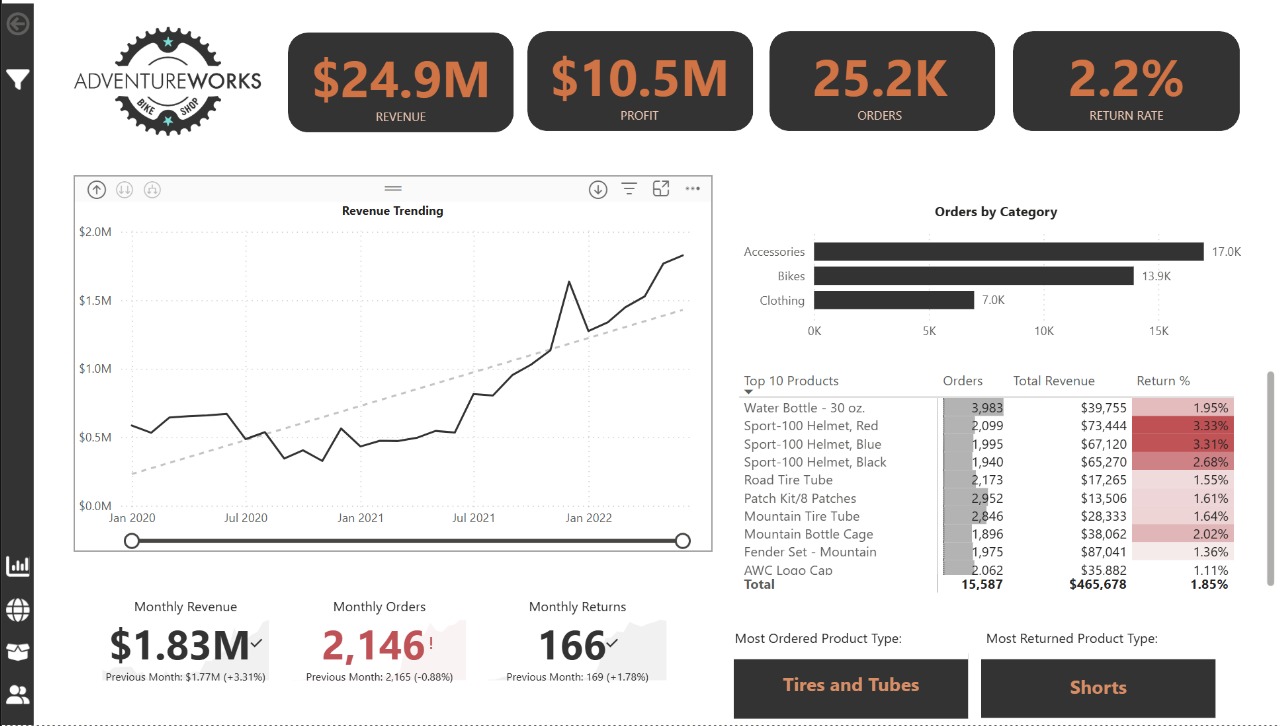 ADVENTUREWORKS
BIKE SHOP
$24.9M
REVENUE
$10.5M
PROFIT
25.2K
ORDERS
2.2%
RETURN RATE
Revenue Trending
$2.0M
$1.5M
$1.0M
$0.5M
$0.0M
Jan 2020 Jul 2020 Jan 2021 Jul 2021 Jan 2022
Orders by Category
Accessories 17.0K
Bikes 13.9K
Clothing 7.0K
0K 5K 10K 15K
Top 10 Products Orders Total Revenue Return %
Water Bottle - 30 oz. 3,983 $39,755 1.95%
Sport-100 Helmet, Red 2,099 $73,444 3.33%
Sport-100 Helmet, Blue 1,995 $67,120 3.31%
Sport-100 Helmet, Black 1,940 $65,270 2.68%
Road Tire Tube 2,173 $17,265 1.55%
Patch Kit/8 Patches 2,952 $13,506 1.61%
Mountain Tire Tube 2,846 $28,333 1.64%
Mountain Bottle Cage 1,896 $38,062 2.02%
Fender Set - Mountain 1,975 $87,041 1.36%
AWC Logo Cap 2,062 $35,882 1.11%
Total 15,587 $465,678 1.85%
Monthly Revenue
$1.83M
Previous Month: $1.77M (+3.31%)
Monthly Orders
2,146!
Previous Month: 2,165 (-0.88%)
Monthly Returns
166
Previous Month: 169 (+1.78%)
Most Ordered Product Type:
Tires and Tubes
Most Returned Product Type:
Shorts